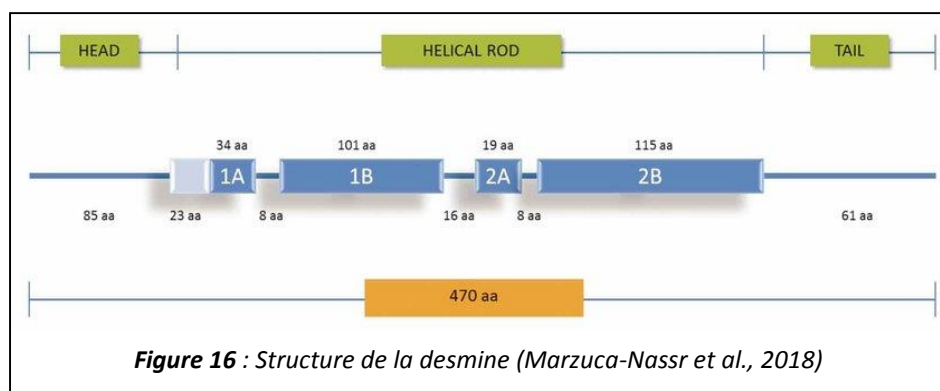 HEAD HELICAL ROD TAIL
34 aa 101 aa 19 aa 115 aa
1A 1B 2A 2B
85 aa 23 aa 8 aa 16 aa 8 aa 61 aa
470 aa
Figure 16 : Structure de la desmine (Marzuca-Nassr et al., 2018)